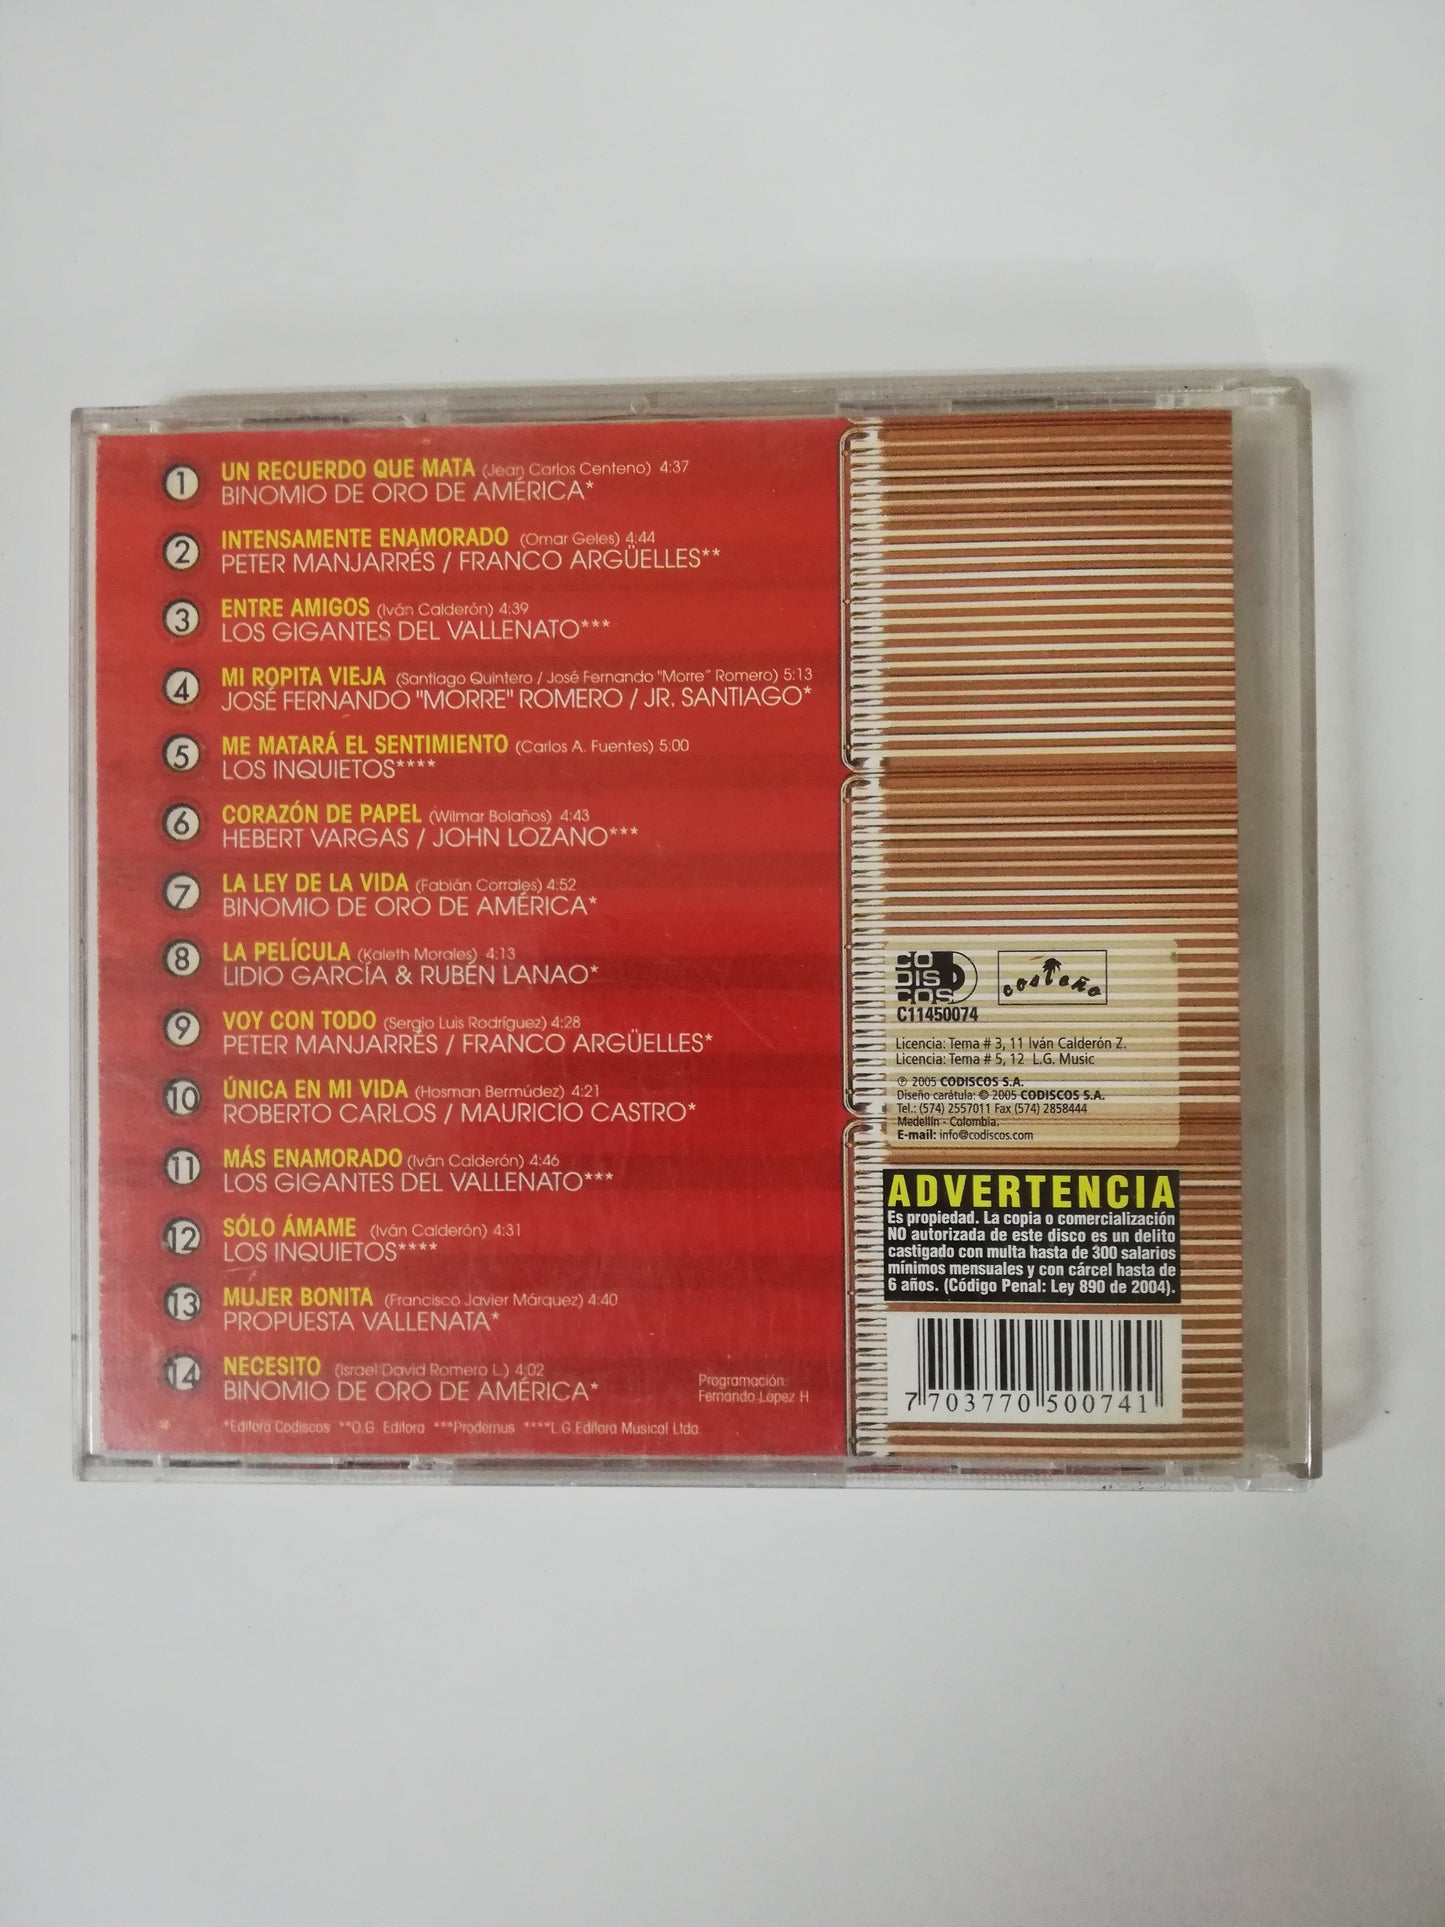 1 UN RECUERDO QUE MATA (Jean Carlos Centeno) 4:37
BINOMIO DE ORO DE AMÉRICA*
2 INTENSAMENTE ENAMORADO (Omar Geles) 4:44
PETER MANJARRÉS / FRANCO ARGÜELLES**
3 ENTRE AMIGOS (Iván Calderón) 4:39
LOS GIGANTES DEL VALLENATO***
4 MI ROPITA VIEJA (Santiago Quintero / José Fernando "Morre" Romero) 5:13
JOSÉ FERNANDO "MORRE" ROMERO / JR. SANTIAGO*
5 ME MATARÁ EL SENTIMIENTO (Carlos A. Fuentes) 5:00
LOS INQUIETOS****
6 CORAZÓN DE PAPEL (Wilmar Bolaños) 4:43
HEBERT VARGAS / JOHN LOZANO***
7 LA LEY DE LA VIDA (Fabián Corrales) 4:52
BINOMIO DE ORO DE AMÉRICA*
8 LA PELÍCULA (Kaleth Morales) 4:13
LIDIO GARCÍA & RUBÉN LANAO*
9 VOY CON TODO (Sergio Luis Rodríguez) 4:28
PETER MANJARRÉS / FRANCO ARGÜELLES*
10 ÚNICA EN MI VIDA (Hosman Bermúdez) 4:21
ROBERTO CARLOS / MAURICIO CASTRO*
11 MÁS ENAMORADO (Iván Calderón) 4:46
LOS GIGANTES DEL VALLENATO***
12 SÓLO ÁMAME (Iván Calderón) 4:31
LOS INQUIETOS****
13 MUJER BONITA (Francisco Javier Márquez) 4:40
PROPUESTA VALLENATA*
14 NECESITO (Israel David Romero L.) 4:02
BINOMIO DE ORO DE AMÉRICA*
Programación:
Fernando López H
*Editora Codiscos **O.G. Editora ***Prodemus ****L.G Editora Musical Ltda.
CO
DIS
COS
costeño
C11450074
Licencia: Tema # 3, 11 Iván Calderón Z.
Licencia: Tema # 5, 12 L.G. Music
℗ 2005 CODISCOS S.A.
Diseño carátula: © 2005 CODISCOS S.A.
Tel.: (574) 2557011 Fax (574) 2858444
Medellín - Colombia.
E-mail: info@codiscos.com
ADVERTENCIA
Es propiedad. La copia o comercialización
NO autorizada de este disco es un delito
castigado con multa hasta de 300 salarios
mínimos mensuales y con cárcel hasta de
6 años. (Código Penal: Ley 890 de 2004).
7 703770 500741